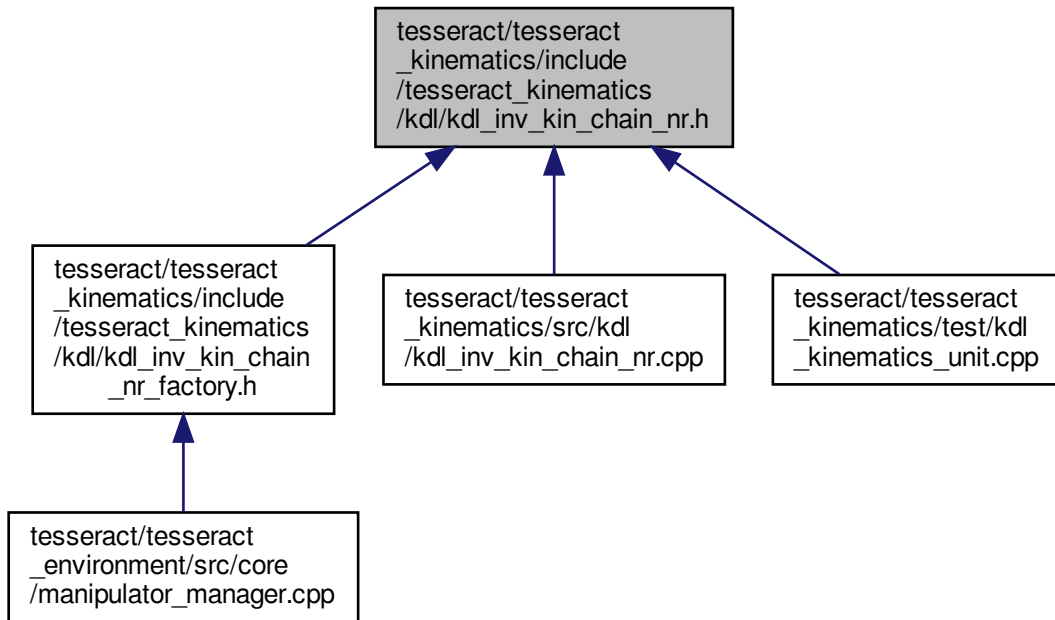 tesseract/tesseract
_kinematics/include
/tesseract_kinematics
/kdl/kdl_inv_kin_chain_nr.h
tesseract/tesseract
_kinematics/include
/tesseract_kinematics
/kdl/kdl_inv_kin_chain
_nr_factory.h
tesseract/tesseract
_kinematics/src/kdl
/kdl_inv_kin_chain_nr.cpp
tesseract/tesseract
_kinematics/test/kdl
_kinematics_unit.cpp
tesseract/tesseract
_environment/src/core
/manipulator_manager.cpp